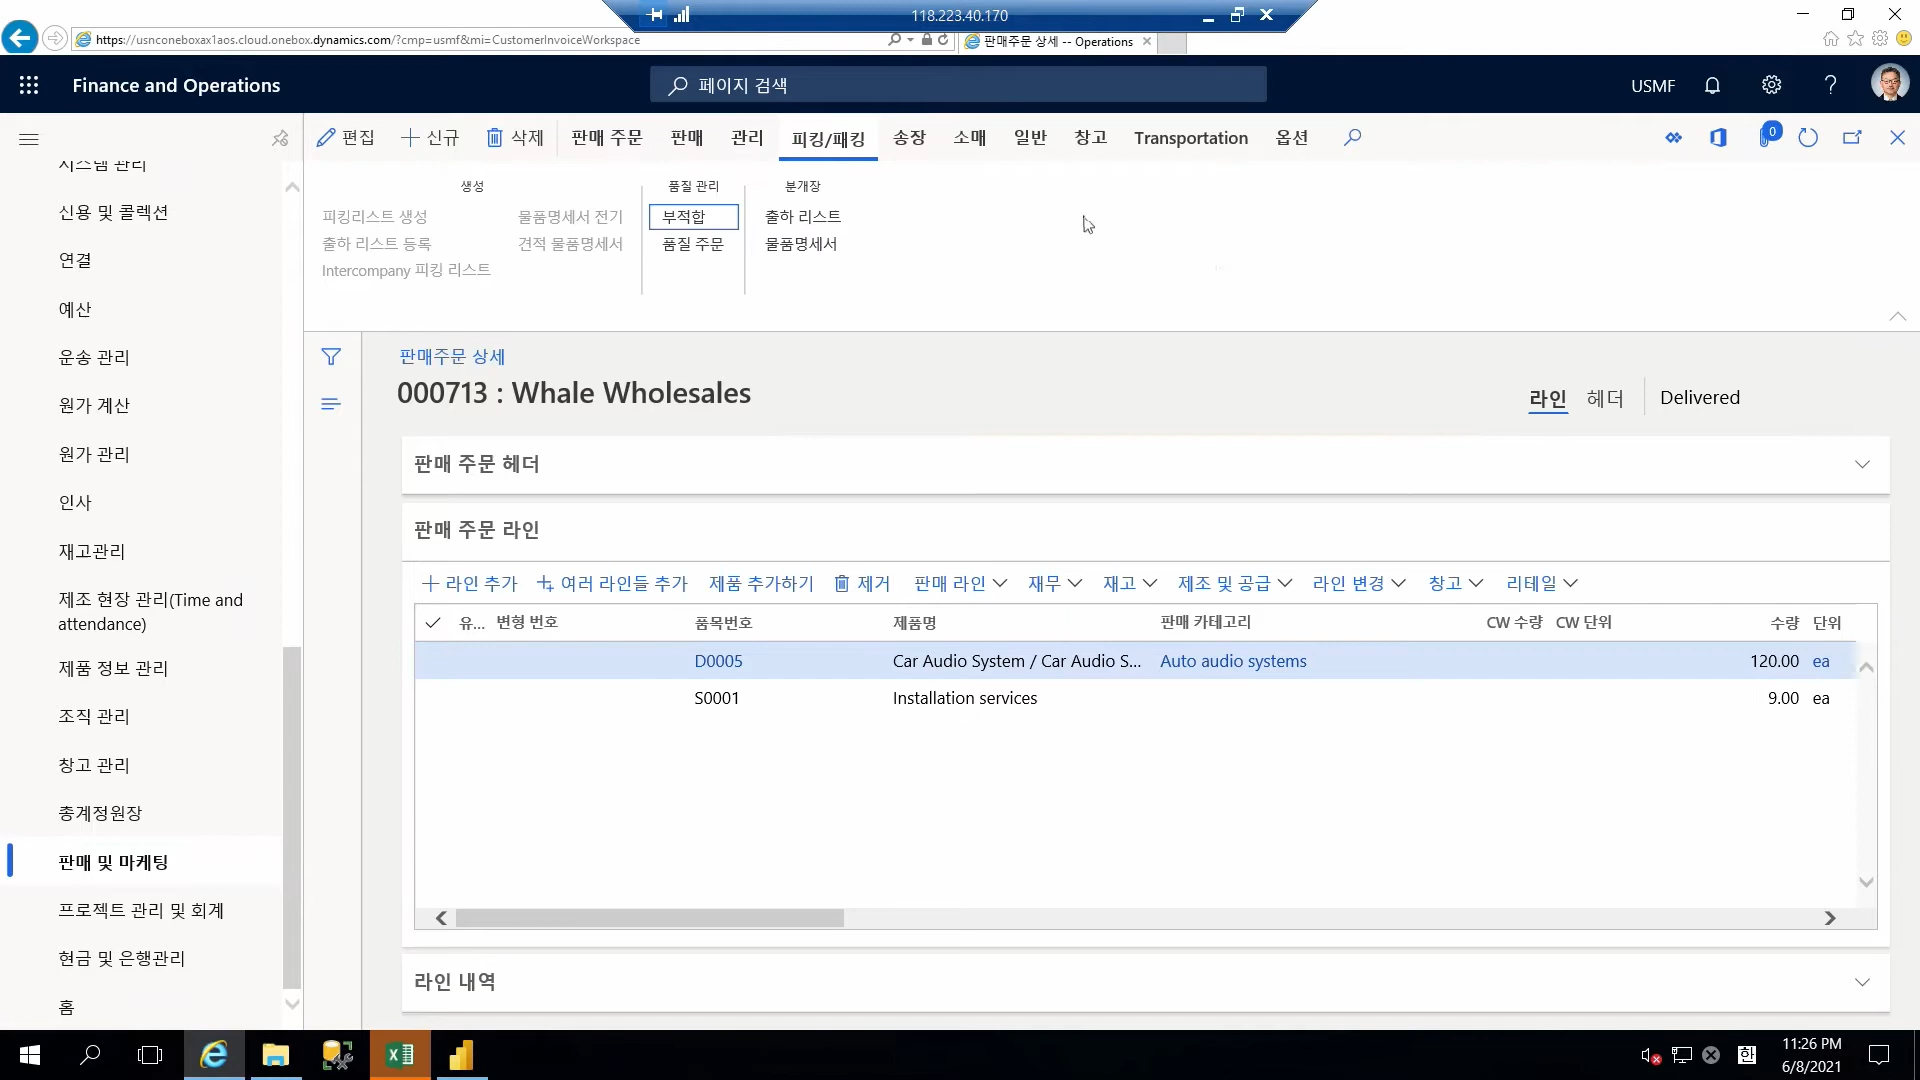 118.223.40.170
https://usnconeboxax1aos.cloud.onebox.dynamics.com/?cmp=usmf&mi=CustomerInvoiceWorkspace
판매주문 상세 -- Operations
Finance and Operations
페이지 검색
USMF
편집
신규
삭제
판매 주문
판매
관리
피킹/패킹
송장
소매
일반
창고
Transportation
옵션
0
생성
피킹리스트 생성
물품명세서 전기
출하 리스트 등록
견적 물품명세서
Intercompany 피킹 리스트
품질 관리
부적합
품질 주문
분개장
출하 리스트
물품명세서
시스템 관리
신용 및 콜렉션
연결
예산
운송 관리
원가 계산
원가 관리
인사
재고관리
제조 현장 관리(Time and
attendance)
제품 정보 관리
조직 관리
창고 관리
총계정원장
판매 및 마케팅
프로젝트 관리 및 회계
현금 및 은행관리
홈
판매주문 상세
000713 : Whale Wholesales
라인
헤더
Delivered
판매 주문 헤더
판매 주문 라인
라인 추가
여러 라인들 추가
제품 추가하기
제거
판매 라인
재무
재고
제조 및 공급
라인 변경
창고
리테일
유... 변형 번호 품목번호 제품명 판매 카테고리 CW 수량 CW 단위 수량 단위
D0005 Car Audio System / Car Audio S... Auto audio systems 120.00 ea
S0001 Installation services 9.00 ea
라인 내역
한
11:26 PM
6/8/2021